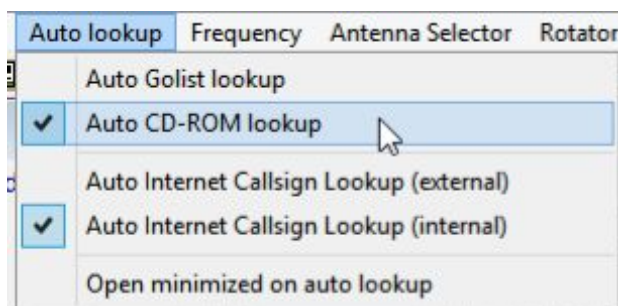 Auto lookup Frequency Antenna Selector Rotator
Auto Golist lookup
Auto CD-ROM lookup
Auto Internet Callsign Lookup (external)
Auto Internet Callsign Lookup (internal)
Open minimized on auto lookup